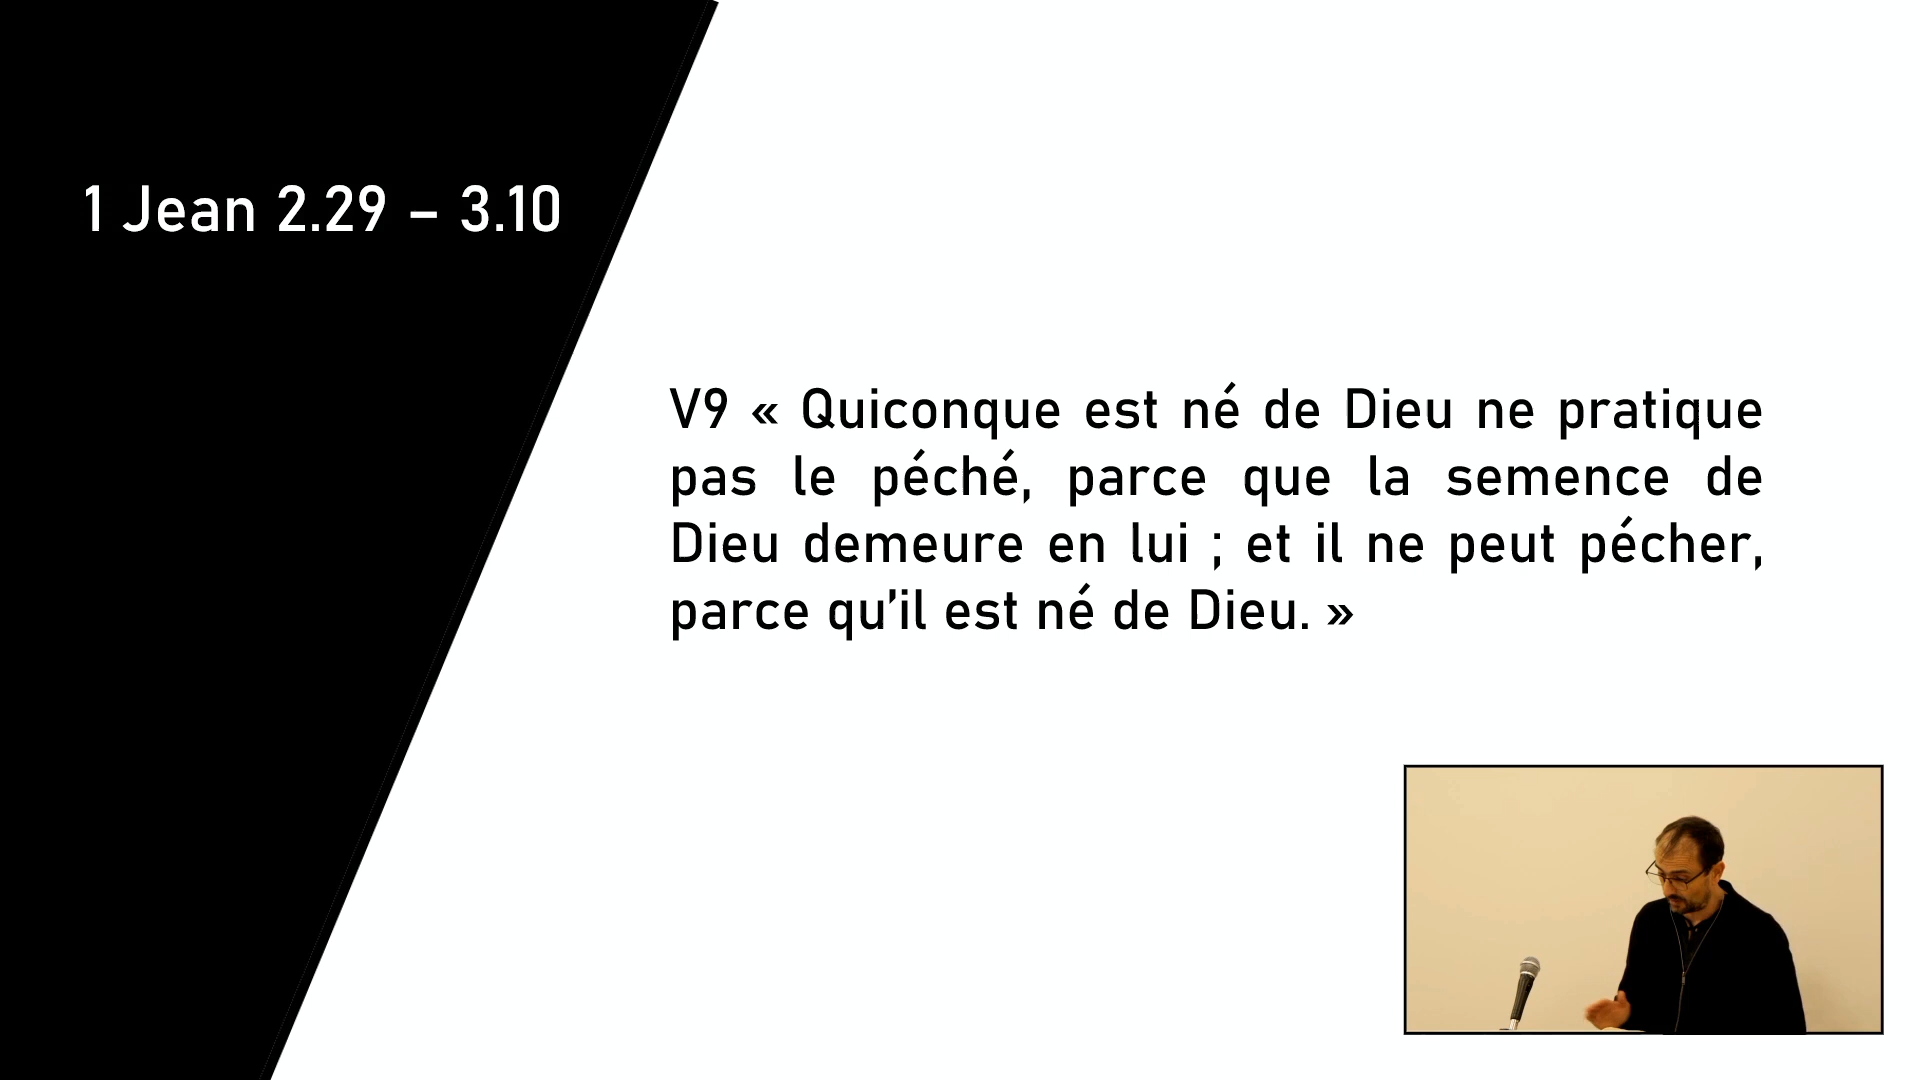 1 Jean 2.29 – 3.10
V9 « Quiconque est né de Dieu ne pratique
pas le péché, parce que la semence de
Dieu demeure en lui ; et il ne peut pécher,
parce qu’il est né de Dieu. »